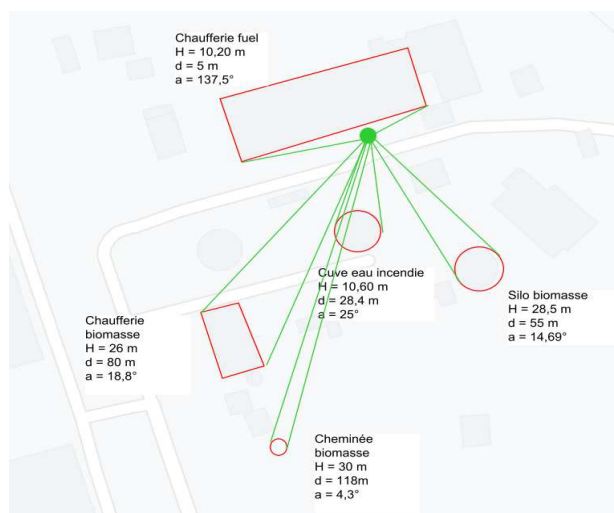 Chaufferie fuel
H = 10,20 m
d = 5 m
a = 137,5°
Cuve eau incendie
H = 10,60 m
d = 28,4 m
a = 25°
Silo biomasse
H = 28,5 m
d = 55 m
a = 14,69°
Chaufferie
biomasse
H = 26 m
d = 80 m
a = 18,8°
Cheminée
biomasse
H = 30 m
d = 118m
a = 4,3°